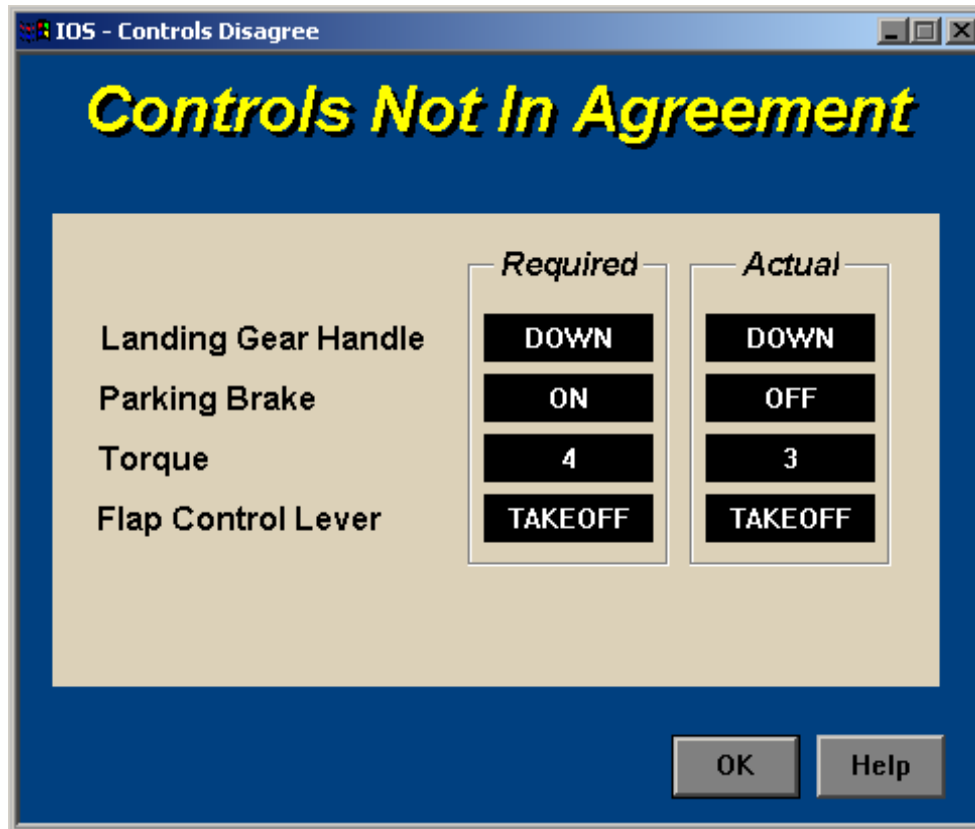 IOS - Controls Disagree
Controls Not In Agreement
Required Actual
Landing Gear Handle DOWN DOWN
Parking Brake ON OFF
Torque 4 3
Flap Control Lever TAKEOFF TAKEOFF
OK Help